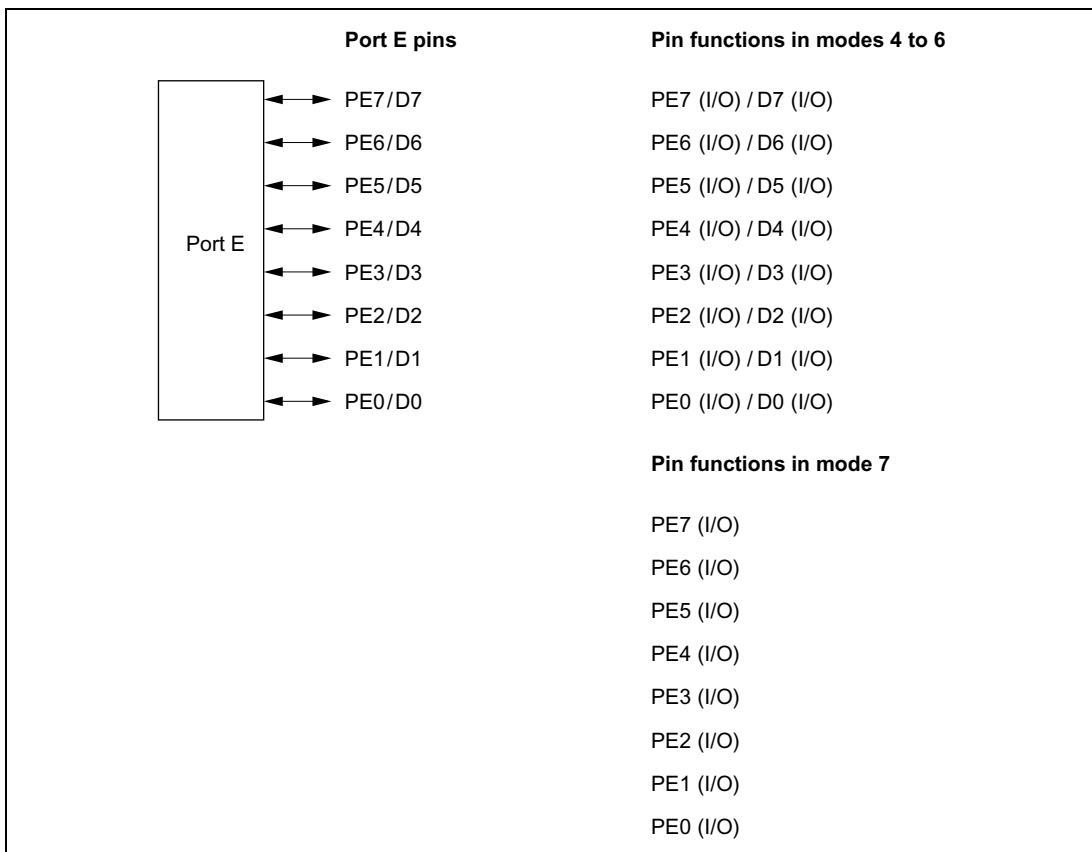 Port E pins Pin functions in modes 4 to 6
PE7/D7 PE7 (I/O) / D7 (I/O)
PE6/D6 PE6 (I/O) / D6 (I/O)
PE5/D5 PE5 (I/O) / D5 (I/O)
PE4/D4 PE4 (I/O) / D4 (I/O)
Port E
PE3/D3 PE3 (I/O) / D3 (I/O)
PE2/D2 PE2 (I/O) / D2 (I/O)
PE1/D1 PE1 (I/O) / D1 (I/O)
PE0/D0 PE0 (I/O) / D0 (I/O)
Pin functions in mode 7
PE7 (I/O)
PE6 (I/O)
PE5 (I/O)
PE4 (I/O)
PE3 (I/O)
PE2 (I/O)
PE1 (I/O)
PE0 (I/O)